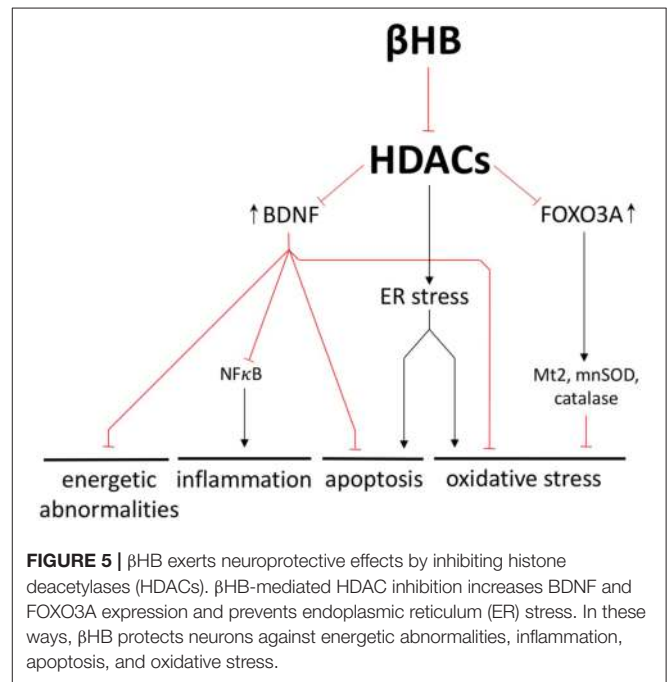 βHB
HDACs
↑BDNF
FOXO3A↑
ER stress
NFκB
Mt2, mnSOD,
catalase
energetic
abnormalities
inflammation
apoptosis
oxidative stress
FIGURE 5 | βHB exerts neuroprotective effects by inhibiting histone
deacetylases (HDACs). βHB-mediated HDAC inhibition increases BDNF and
FOXO3A expression and prevents endoplasmic reticulum (ER) stress. In these
ways, βHB protects neurons against energetic abnormalities, inflammation,
apoptosis, and oxidative stress.